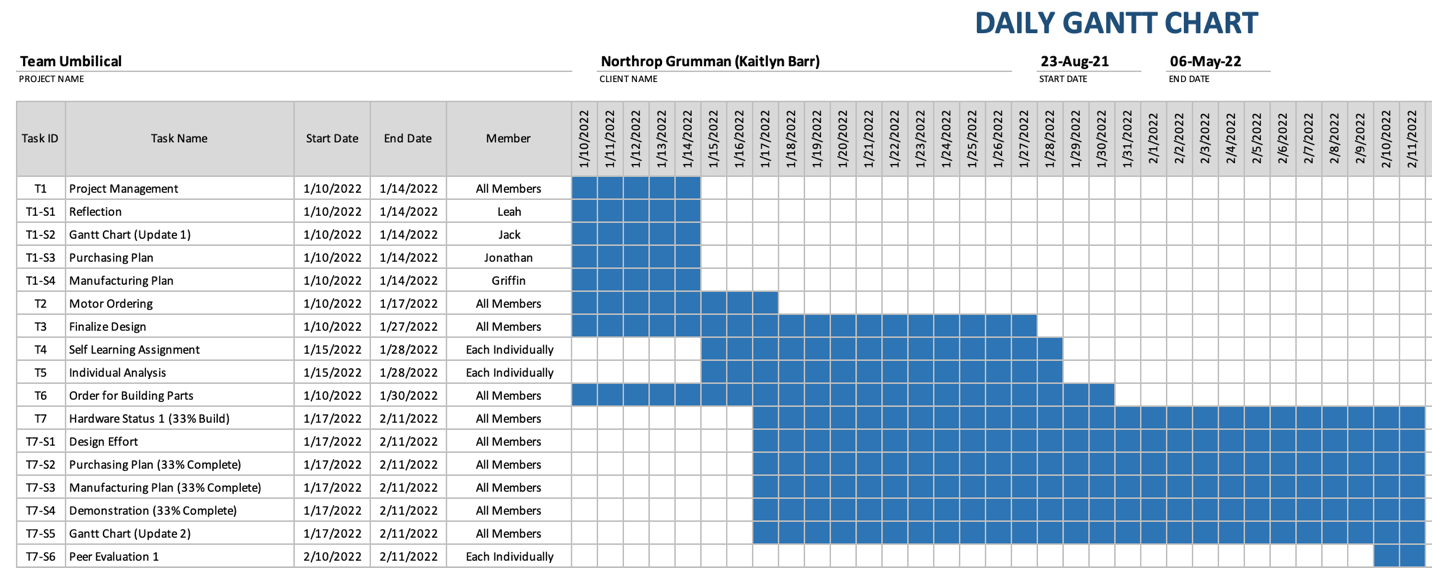 DAILY GANTT CHART
Team Umbilical Northrop Grumman (Kaitlyn Barr) 23-Aug-21 06-May-22
PROJECT NAME CLIENT NAME START DATE END DATE
Task ID Task Name Start Date End Date Member 1/10/2022 1/11/2022 1/12/2022 1/13/2022 1/14/2022 1/15/2022 1/16/2022 1/17/2022 1/18/2022 1/19/2022 1/20/2022 1/21/2022 1/22/2022 1/23/2022 1/24/2022 1/25/2022 1/26/2022 1/27/2022 1/28/2022 1/29/2022 1/30/2022 1/31/2022 2/1/2022 2/2/2022 2/3/2022 2/4/2022 2/5/2022 2/6/2022 2/7/2022 2/8/2022 2/9/2022 2/10/2022 2/11/2022
T1 Project Management 1/10/2022 1/14/2022 All Members
T1-S1 Reflection 1/10/2022 1/14/2022 Leah
T1-S2 Gantt Chart (Update 1) 1/10/2022 1/14/2022 Jack
T1-S3 Purchasing Plan 1/10/2022 1/14/2022 Jonathan
T1-S4 Manufacturing Plan 1/10/2022 1/14/2022 Griffin
T2 Motor Ordering 1/10/2022 1/17/2022 All Members
T3 Finalize Design 1/10/2022 1/27/2022 All Members
T4 Self Learning Assignment 1/15/2022 1/28/2022 Each Individually
T5 Individual Analysis 1/15/2022 1/28/2022 Each Individually
T6 Order for Building Parts 1/10/2022 1/30/2022 All Members
T7 Hardware Status 1 (33% Build) 1/17/2022 2/11/2022 All Members
T7-S1 Design Effort 1/17/2022 2/11/2022 All Members
T7-S2 Purchasing Plan (33% Complete) 1/17/2022 2/11/2022 All Members
T7-S3 Manufacturing Plan (33% Complete) 1/17/2022 2/11/2022 All Members
T7-S4 Demonstration (33% Complete) 1/17/2022 2/11/2022 All Members
T7-S5 Gantt Chart (Update 2) 1/17/2022 2/11/2022 All Members
T7-S6 Peer Evaluation 1 2/10/2022 2/11/2022 Each Individually